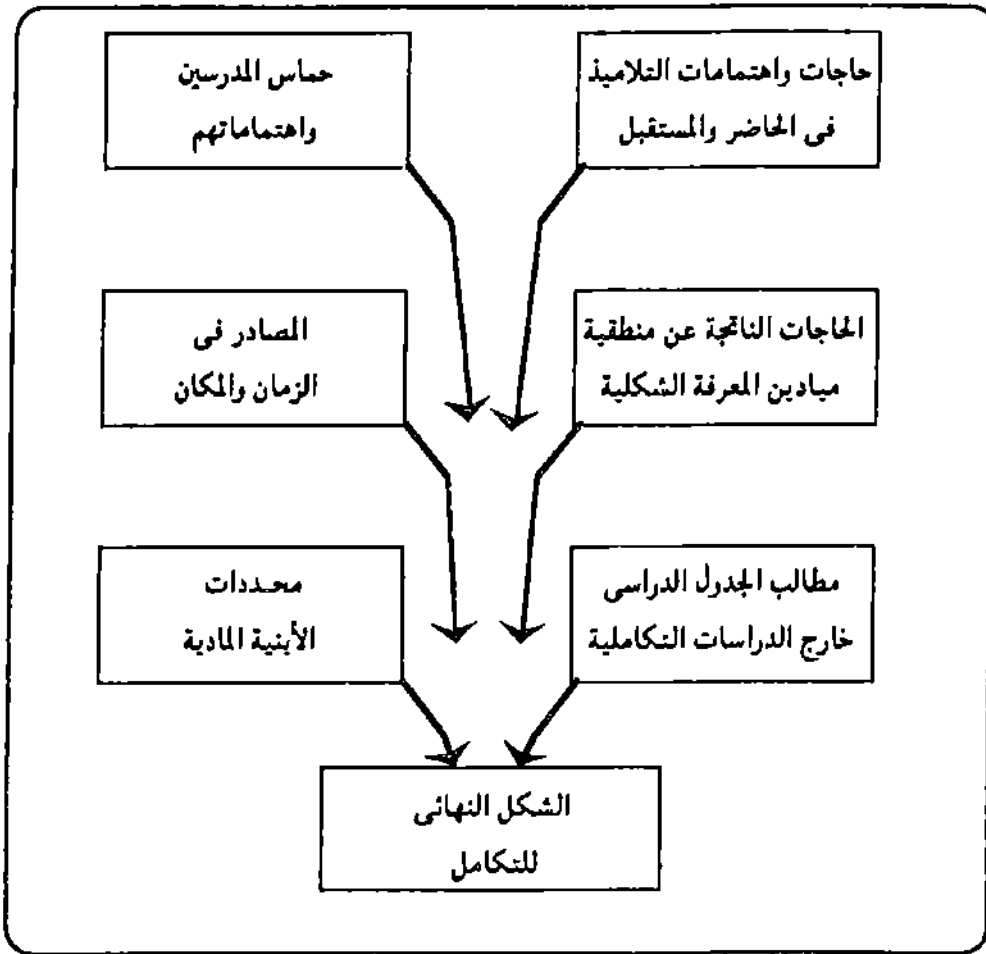 حاجات واهتمامات التلاميذ
فى الحاضر والمستقبل
حماس المدرسين
واهتماماتهم
الحاجات الناتجة عن منطقية
ميادين المعرفة الشكلية
المصادر فى
الزمان والمكان
مطالب الجدول الدراسى
خارج الدراسات التكاملية
محددات
الأبنية المادية
الشكل النهائى
للتكامل